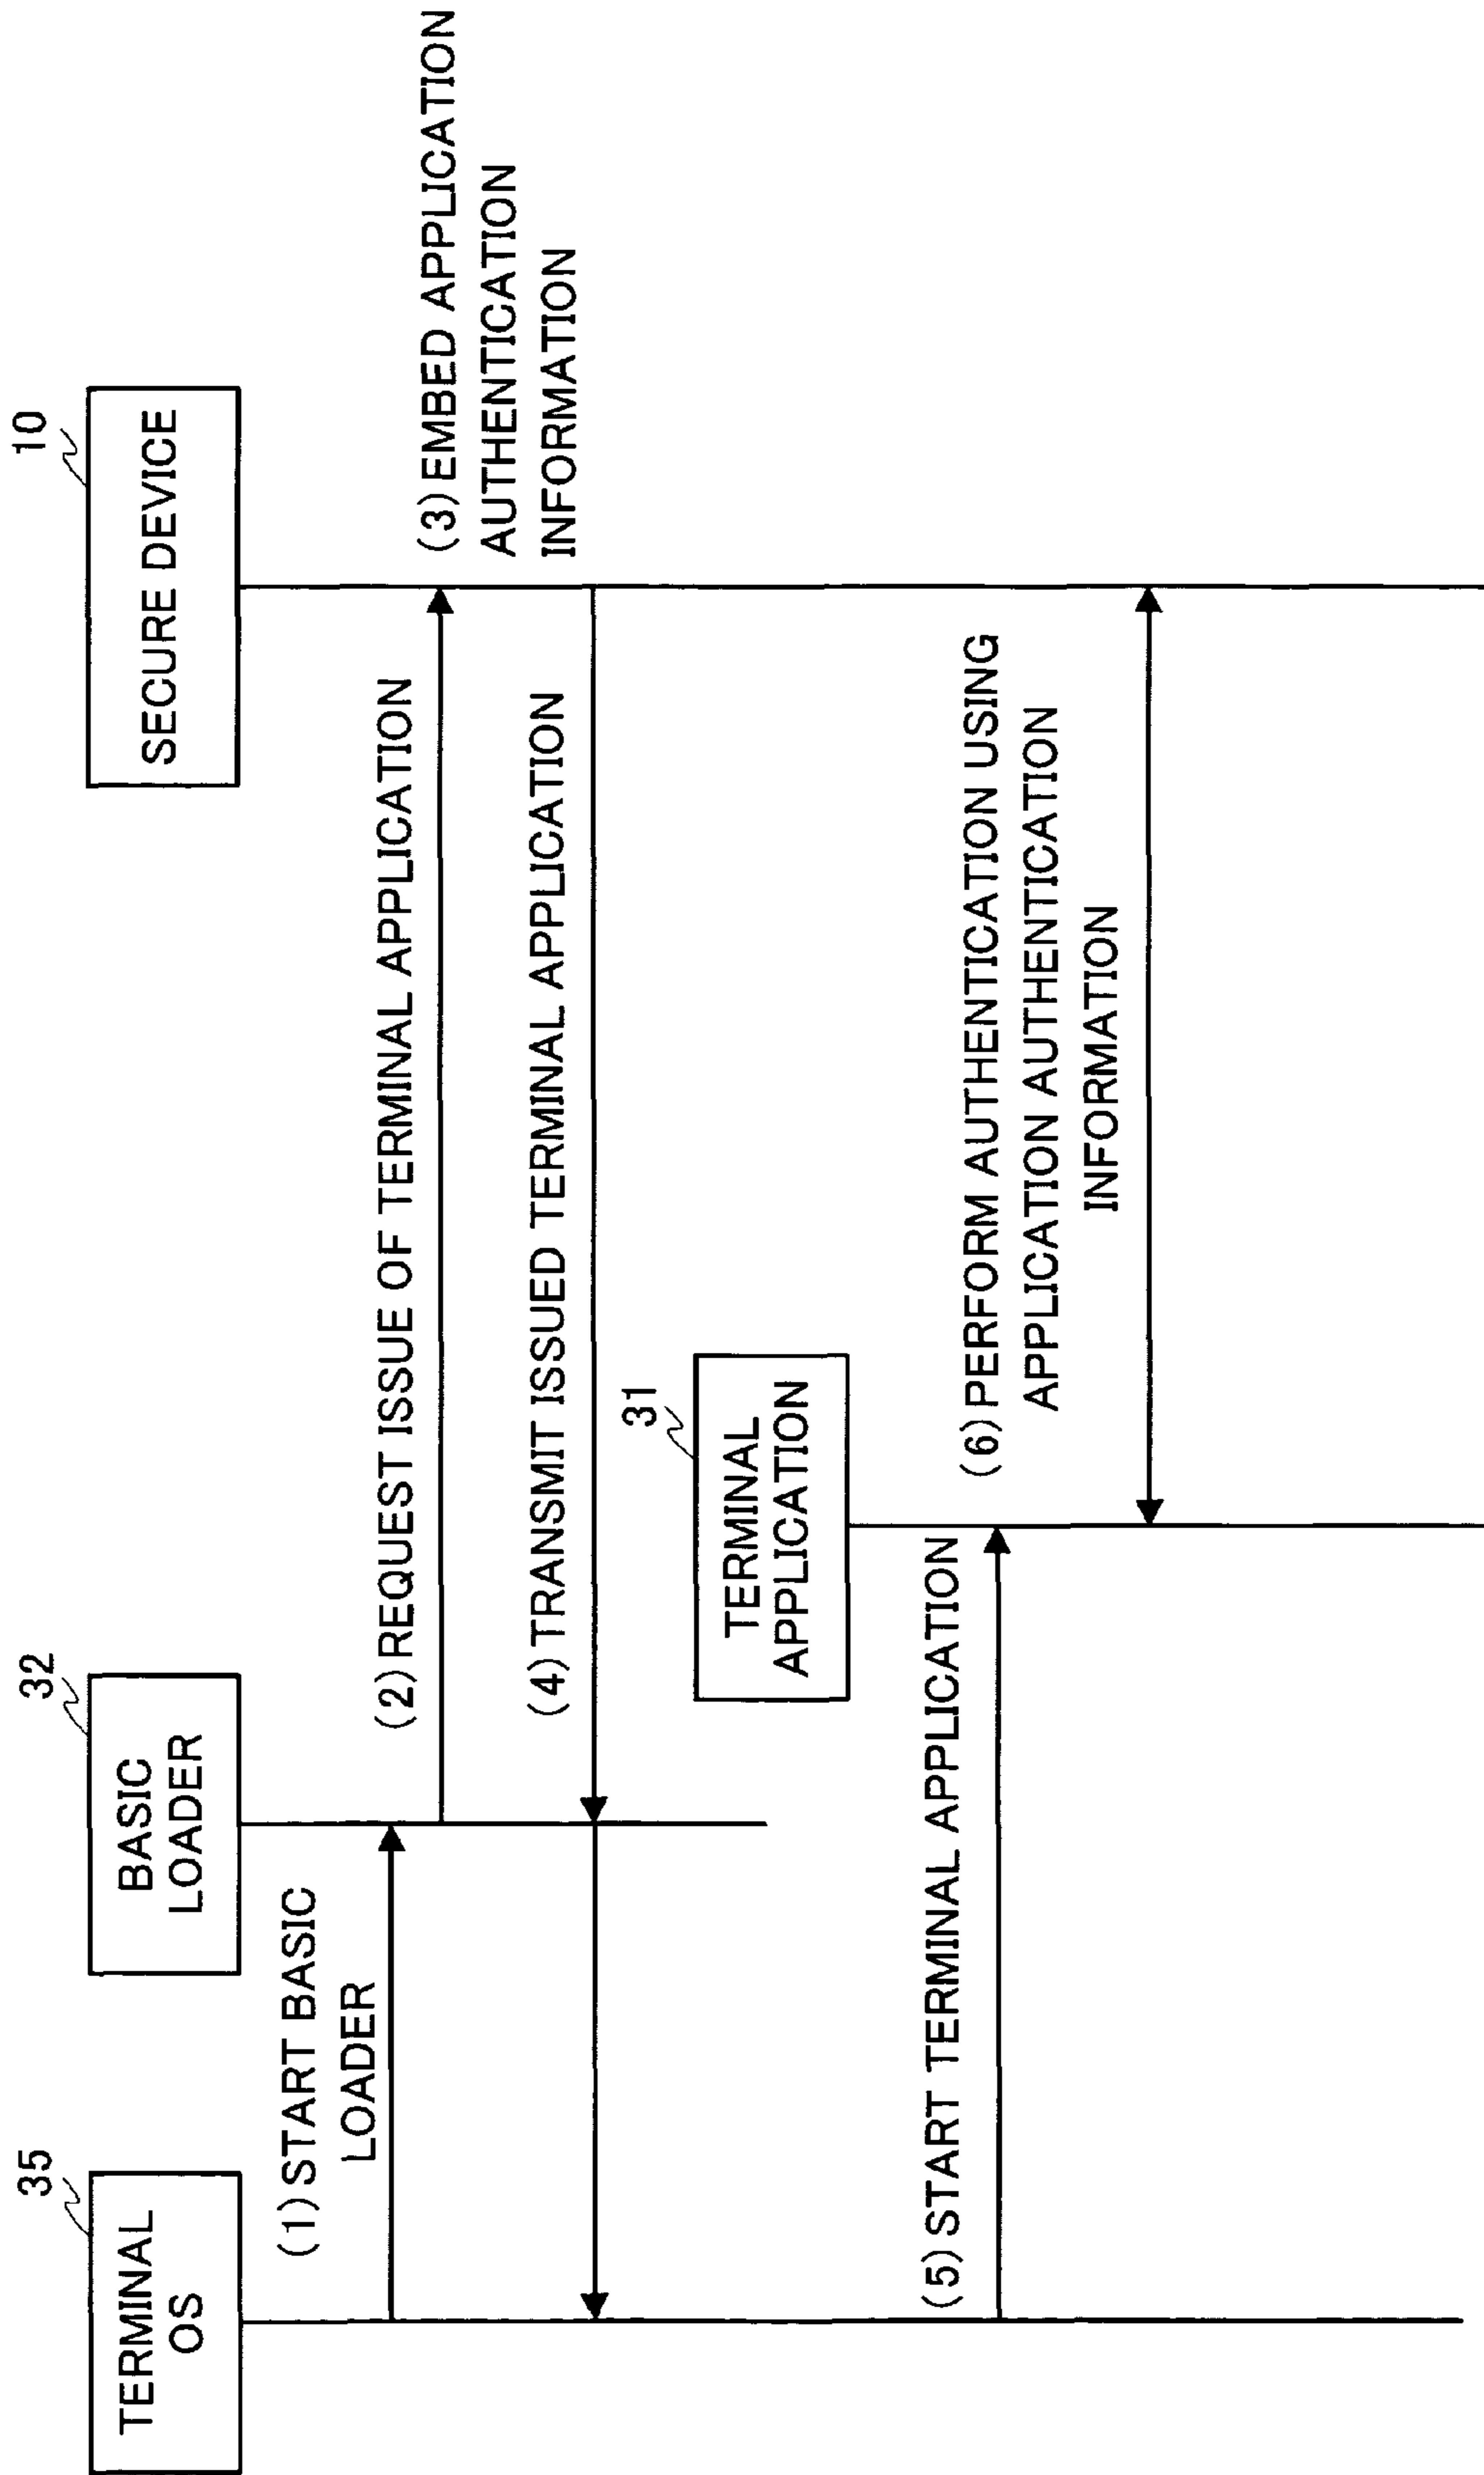 35
TERMINAL
OS
32
BASIC
LOADER
10
SECURE DEVICE
(1) START BASIC
LOADER
(2) REQUEST ISSUE OF TERMINAL APPLICATION
(3) EMBED APPLICATION
AUTHENTICATION
INFORMATION
(4) TRANSMIT ISSUED TERMINAL APPLICATION
31
TERMINAL
APPLICATION
(5) START TERMINAL APPLICATION
(6) PERFORM AUTHENTICATION USING
APPLICATION AUTHENTICATION
INFORMATION